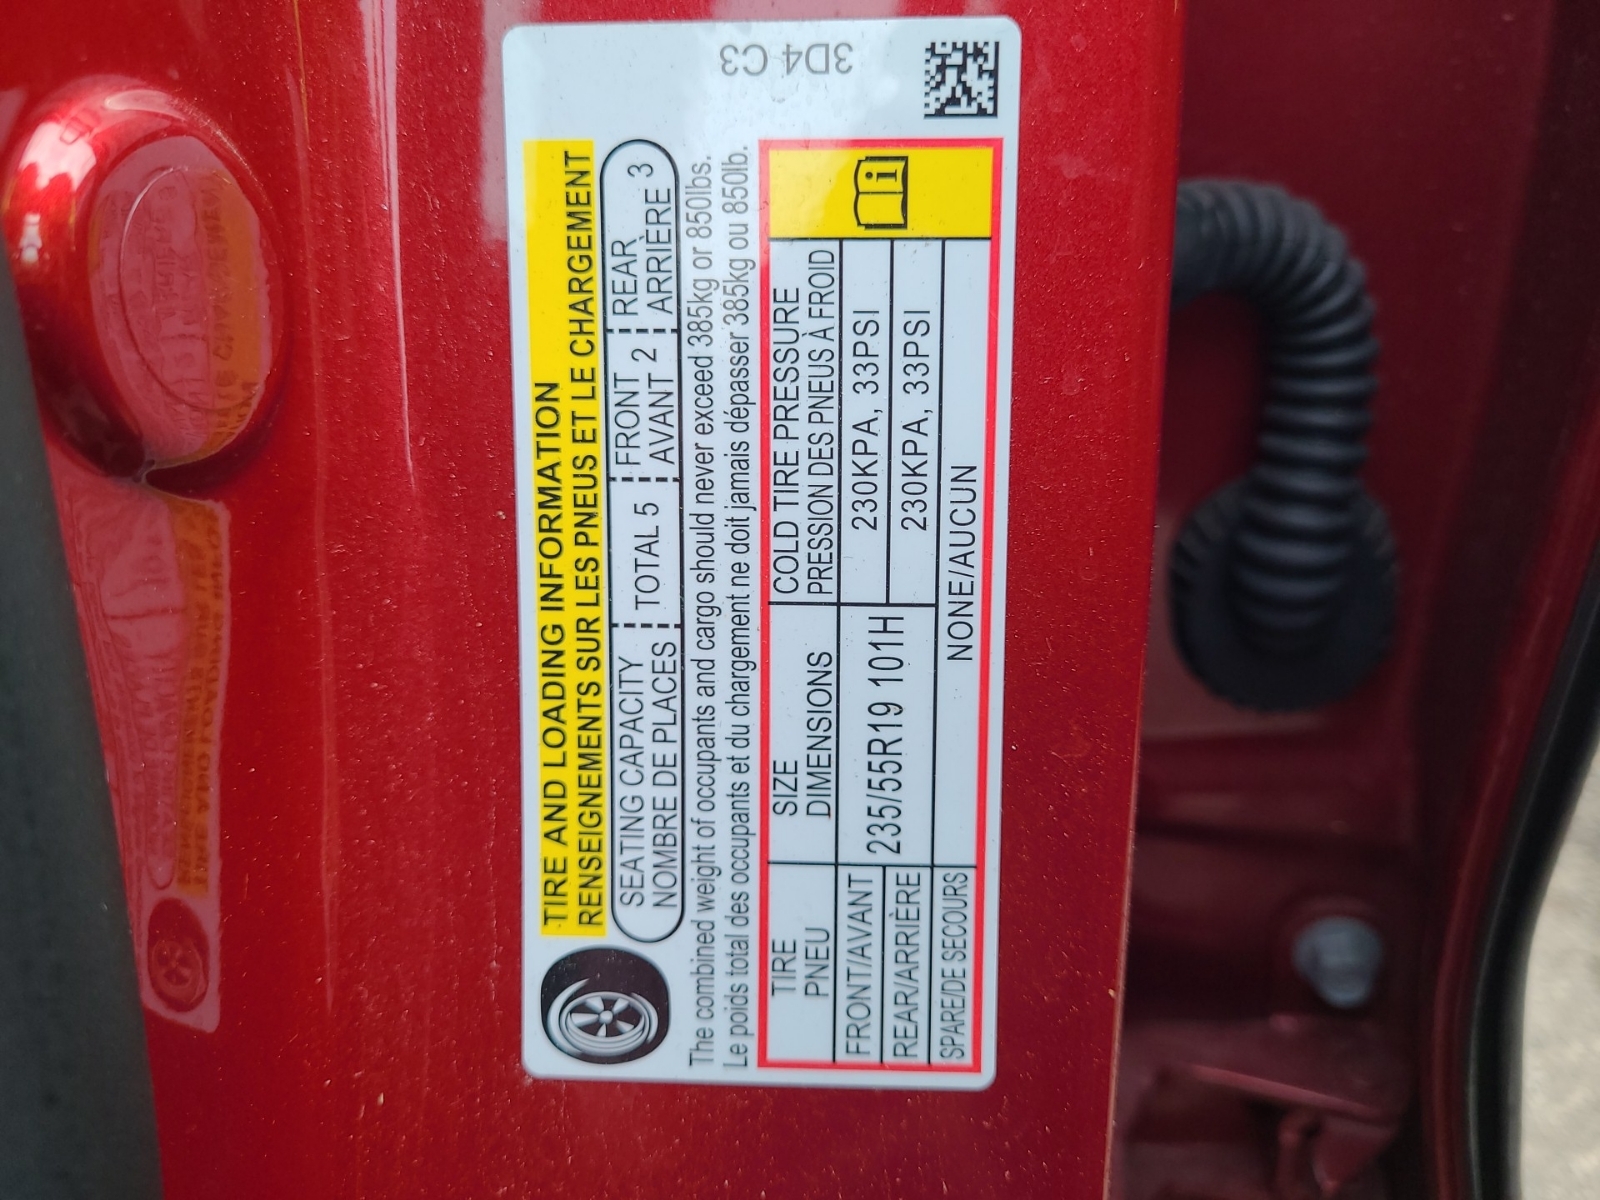 TIRE AND LOADING INFORMATION
RENSEIGNEMENTS SUR LES PNEUS ET LE CHARGEMENT
SEATING CAPACITY
NOMBRE DE PLACES
TOTAL 5
FRONT
AVANT 2
REAR
ARRIÈRE 3
The combined weight of occupants and cargo should never exceed 385kg or 850lbs.
Le poids total des occupants et du chargement ne doit jamais dépasser 385kg ou 850lb.
TIRE
PNEU
SIZE
DIMENSIONS
COLD TIRE PRESSURE
PRESSION DES PNEUS À FROID
FRONT/AVANT
235/55R19 101H
230KPA, 33PSI
REAR/ARRIÈRE
230KPA, 33PSI
SPARE/DE SECOURS
NONE/AUCUN
3D4 C3